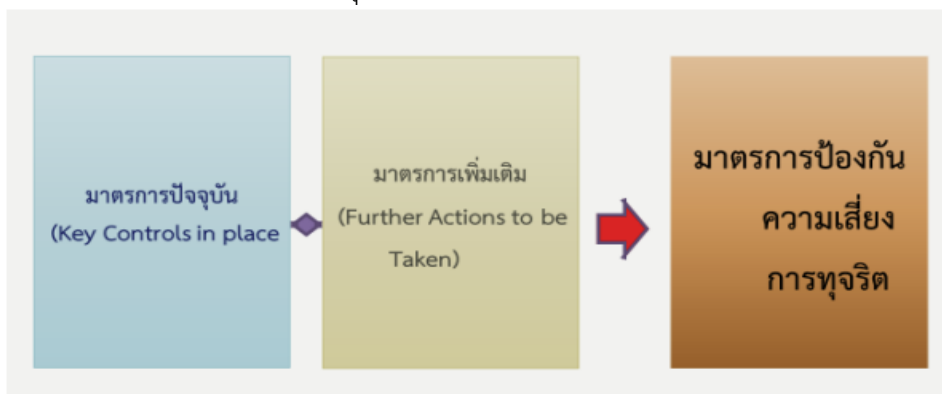 มาตรการปัจจุบัน
(Key Controls in place
มาตรการเพิ่มเติม
(Further Actions to be
Taken)
มาตรการป้องกัน
ความเสี่ยง
การทุจริต